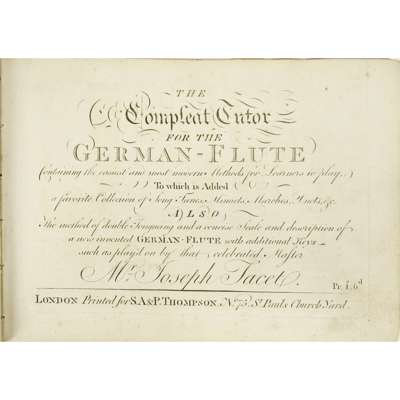 THE
Compleat Tutor
FOR THE
GERMAN-FLUTE
Containing the easiest and most modern Methods for Learners to play,
To which is Added
a favorite Collection of Song Tunes, Minuets, Marches, Duets, &c.
ALSO
The method of double Tonguing and a concise Scale and description of
a new invented GERMAN-FLUTE with additional Keys
such as play'd on by that celebrated Master
Mr. Joseph Tacet.
Pr. 1s. 6d
LONDON Printed for S.A & P. THOMPSON, No. 75, St. Pauls Church Yard.